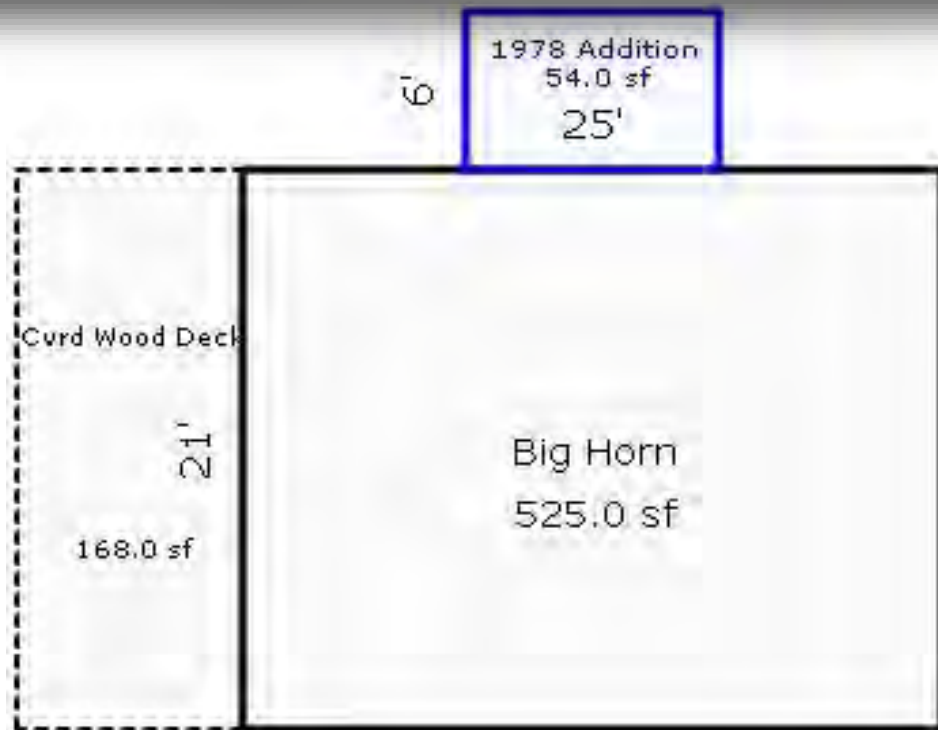 1978 Addition
54.0 sf
6'
25'
Cvrd Wood Deck
21'
168.0 sf
Big Horn
525.0 sf